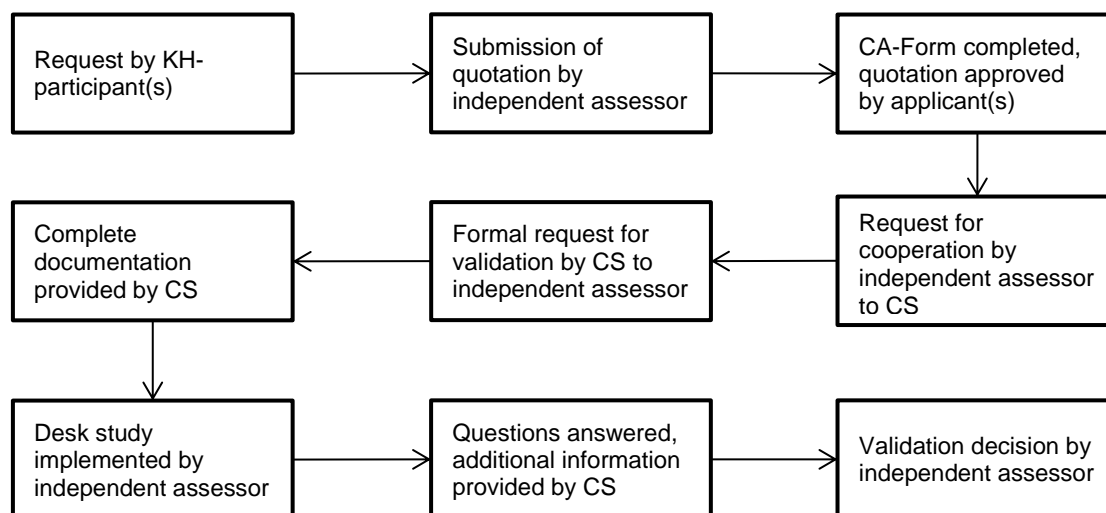 Request by KH-
participant(s)
Submission of
quotation by
independent assessor
CA-Form completed,
quotation approved
by applicant(s)
Request for
cooperation by
independent assessor
to CS
Formal request for
validation by CS to
independent assessor
Complete
documentation
provided by CS
Desk study
implemented by
independent assessor
Questions answered,
additional information
provided by CS
Validation decision by
independent assessor